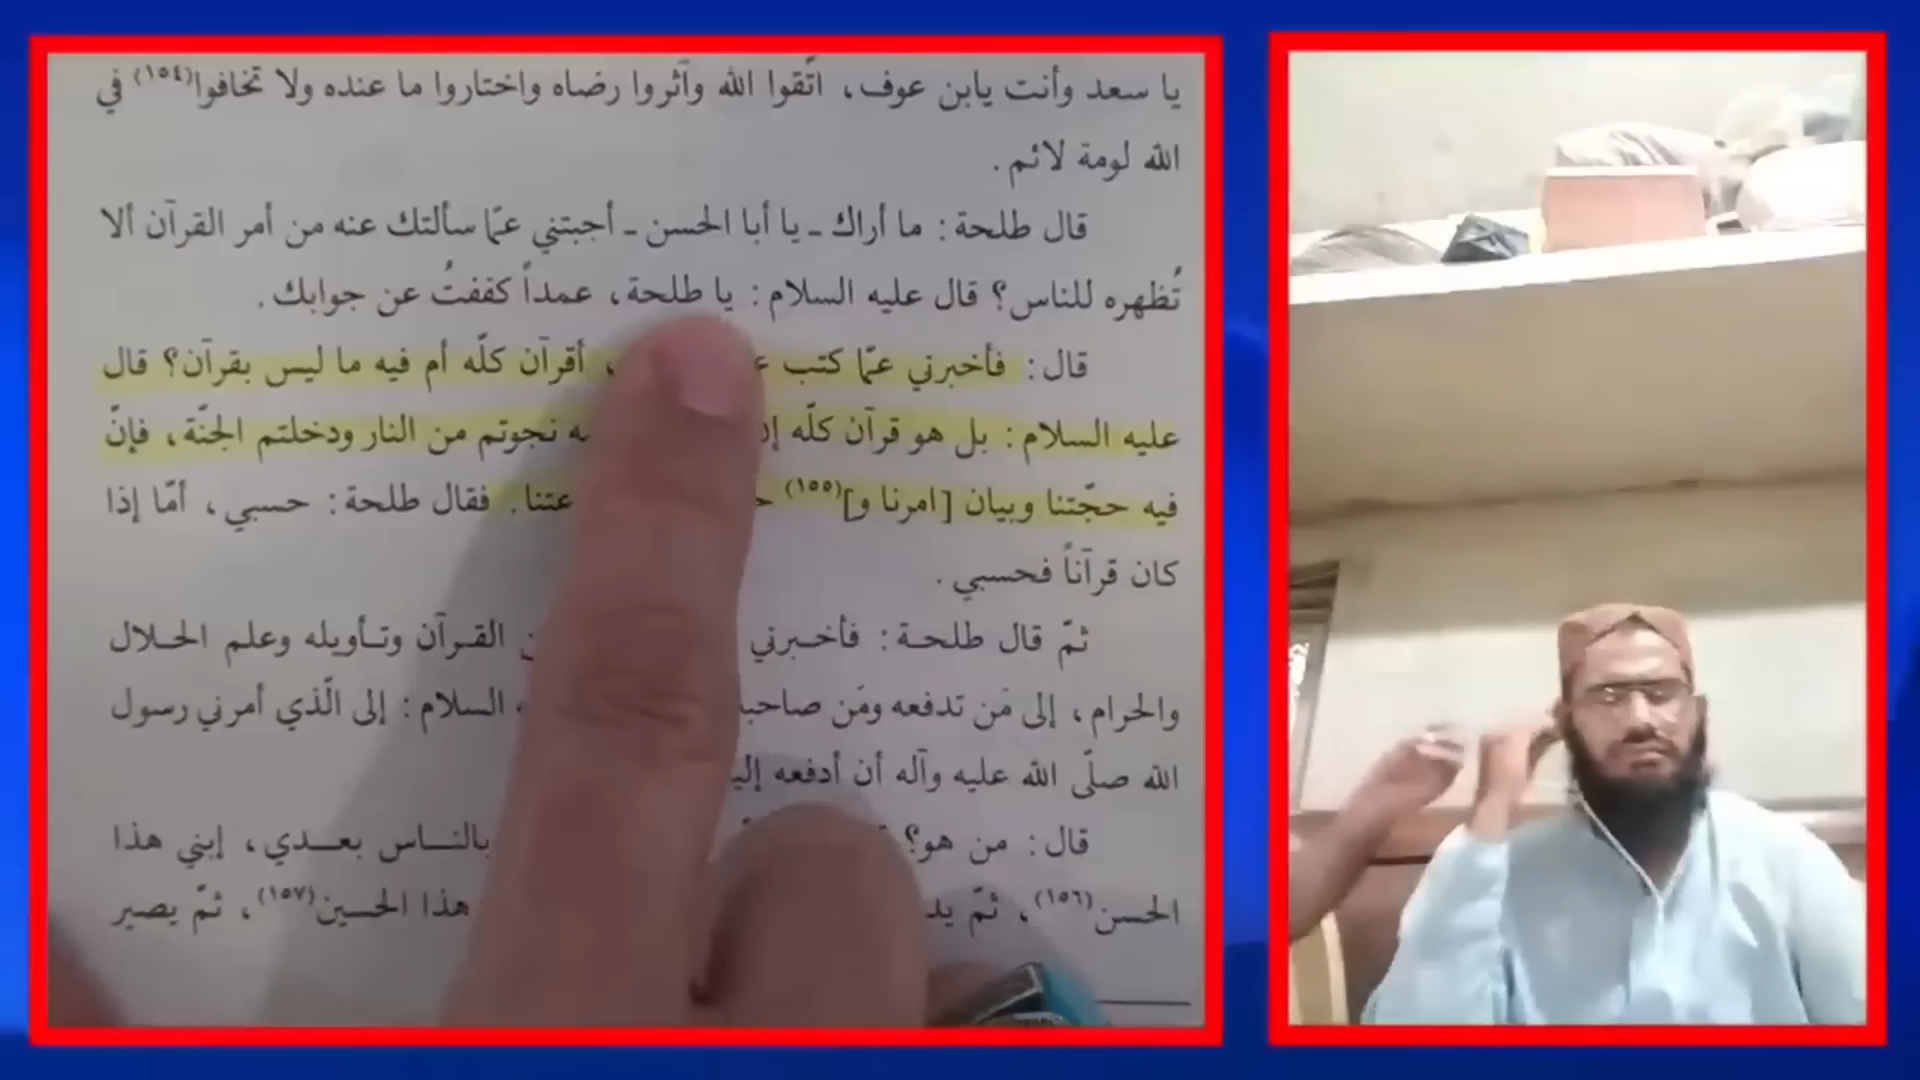 يا سعد وأنت يابن عوف، اتّقوا الله وآثروا رضاه واختاروا ما عنده ولا تخافوا(١٥٤) في
الله لومة لائم.
قال طلحة: ما أراك ـ يا أبا الحسن ـ أجبتني عمّا سألتك عنه من أمر القرآن ألا
تُظهره للناس؟ قال عليه السلام: يا طلحة، عمداً كففتُ عن جوابك.
قال: فأخبرني عمّا كتب أقرآن كلّه أم فيه ما ليس بقرآن؟ قال
عليه السلام: بل هو قرآن كلّه نجوتم من النار ودخلتم الجنّة، فإنّ
فيه حجّتنا وبيان [امرنا و](١٥٥) فقال طلحة: حسبي، أمّا إذا
كان قرآناً فحسبي.
ثمّ قال طلحة: فأخبرني القرآن وتأويله وعلم الحلال
والحرام، إلى مَن تدفعه ومَن السلام: إلى الّذي أمرني رسول
الله صلّى الله عليه وآله أن أدفعه
قال: من هو؟ بالناس بعدي، إبني هذا
الحسن(١٥٦)، ثمّ هذا الحسين(١٥٧)، ثمّ يصير